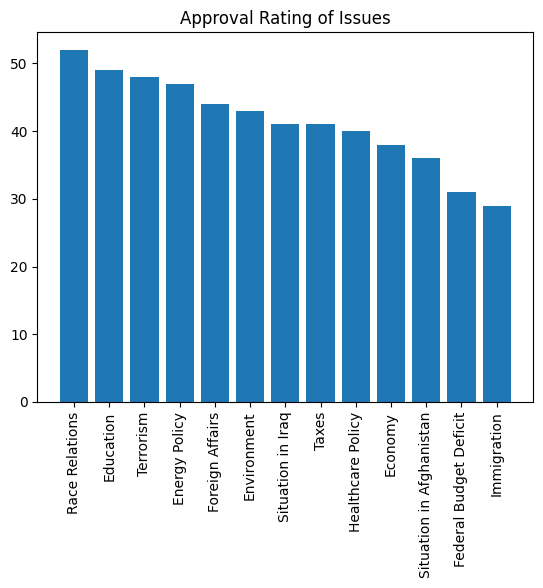 Approval Rating of Issues
50
40
30
20
10
0
Race Relations
Education
Terrorism
Energy Policy
Foreign Affairs
Environment
Situation in Iraq
Taxes
Healthcare Policy
Economy
Situation in Afghanistan
Federal Budget Deficit
Immigration